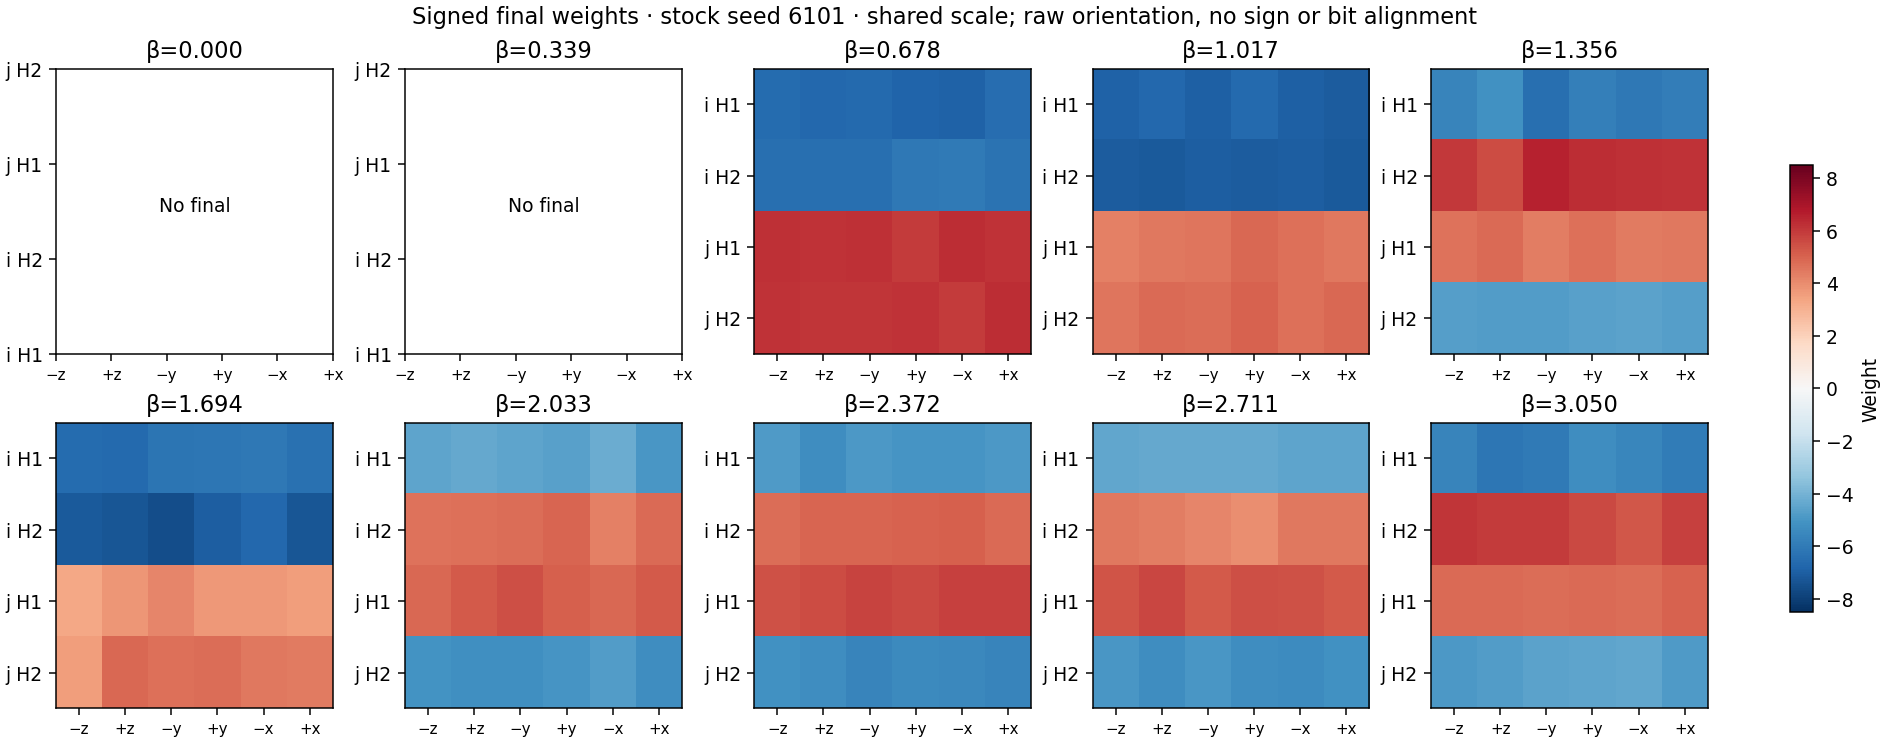 Signed final weights · stock seed 6101 · shared scale; raw orientation, no sign or bit alignment
β=0.000
j H2
j H1
i H2
i H1
No final
−z +z −y +y −x +x
β=0.339
j H2
j H1
i H2
i H1
No final
−z +z −y +y −x +x
β=0.678
i H1
i H2
j H1
j H2
−z +z −y +y −x +x
β=1.017
i H1
i H2
j H1
j H2
−z +z −y +y −x +x
β=1.356
i H1
i H2
j H1
j H2
−z +z −y +y −x +x
β=1.694
i H1
i H2
j H1
j H2
−z +z −y +y −x +x
β=2.033
i H1
i H2
j H1
j H2
−z +z −y +y −x +x
β=2.372
i H1
i H2
j H1
j H2
−z +z −y +y −x +x
β=2.711
i H1
i H2
j H1
j H2
−z +z −y +y −x +x
β=3.050
i H1
i H2
j H1
j H2
−z +z −y +y −x +x
8
6
4
2
0
−2
−4
−6
−8
Weight